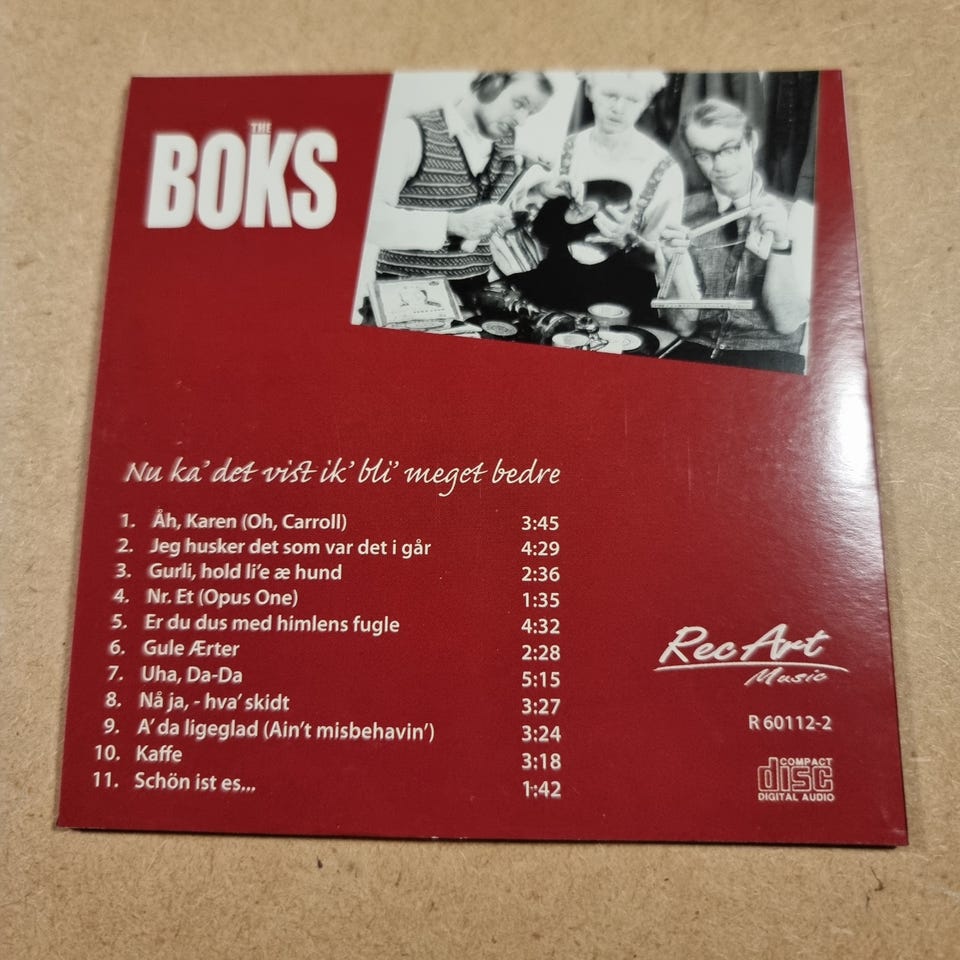 THE
BOKS
Nu ka' det vist ik' bli' meget bedre
1. Åh, Karen (Oh, Carroll) 3:45
2. Jeg husker det som var det i går 4:29
3. Gurli, hold li'e æ hund 2:36
4. Nr. Et (Opus One) 1:35
5. Er du dus med himlens fugle 4:32
6. Gule Ærter 2:28
7. Uha, Da-Da 5:15
8. Nå ja, - hva' skidt 3:27
9. A' da ligeglad (Ain't misbehavin') 3:24
10. Kaffe 3:18
11. Schön ist es... 1:42
Rec Art
Music
R 60112-2
COMPACT
disc
DIGITAL AUDIO